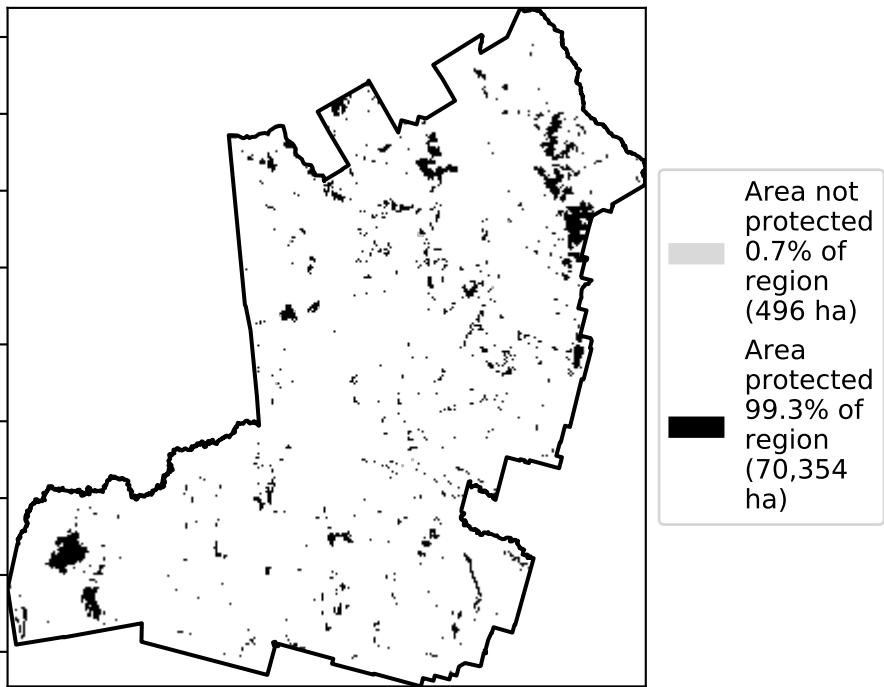 Area not
protected
0.7% of
region
(496 ha)
Area
protected
99.3% of
region
(70,354
ha)